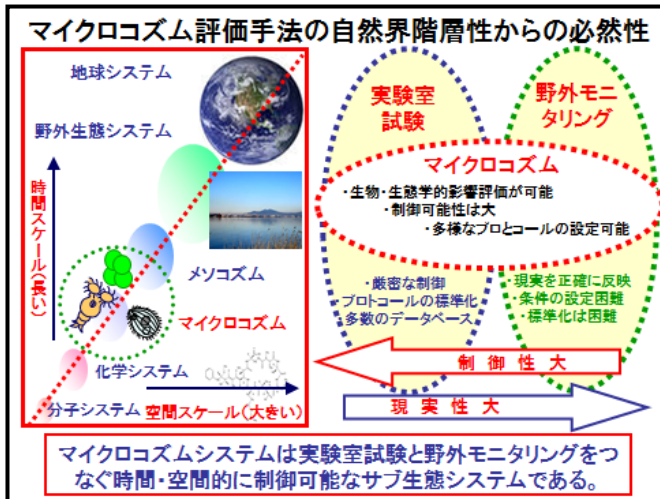 マイクロコズム評価手法の自然界階層性からの必然性
地球システム
野外生態システム
時間スケール(長い)
メソコズム
マイクロコズム
化学システム
分子システム
空間スケール(大きい)
実験室
試験
野外モニ
タリング
マイクロコズム
・生物・生態学的影響評価が可能
・制御可能性は大
・多様なプロとコールの設定可能
・厳密な制御
・プロトコールの標準化
・多数のデータベース
・現実を正確に反映
・条件の設定困難
・標準化は困難
制御性大
現実性大
マイクロコズムシステムは実験室試験と野外モニタリングをつ
なぐ時間・空間的に制御可能なサブ生態システムである。